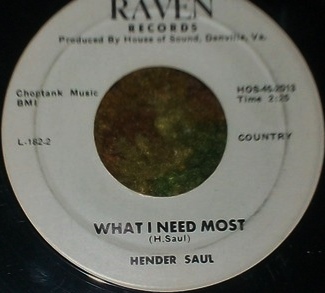 RAVEN
RECORDS
Produced By House of Sound, Danville, Va.
Choptank Music
BMI
HOS-45-2013
Time 2:25
L-162-2
COUNTRY
WHAT I NEED MOST
(H.Saul)
HENDER SAUL